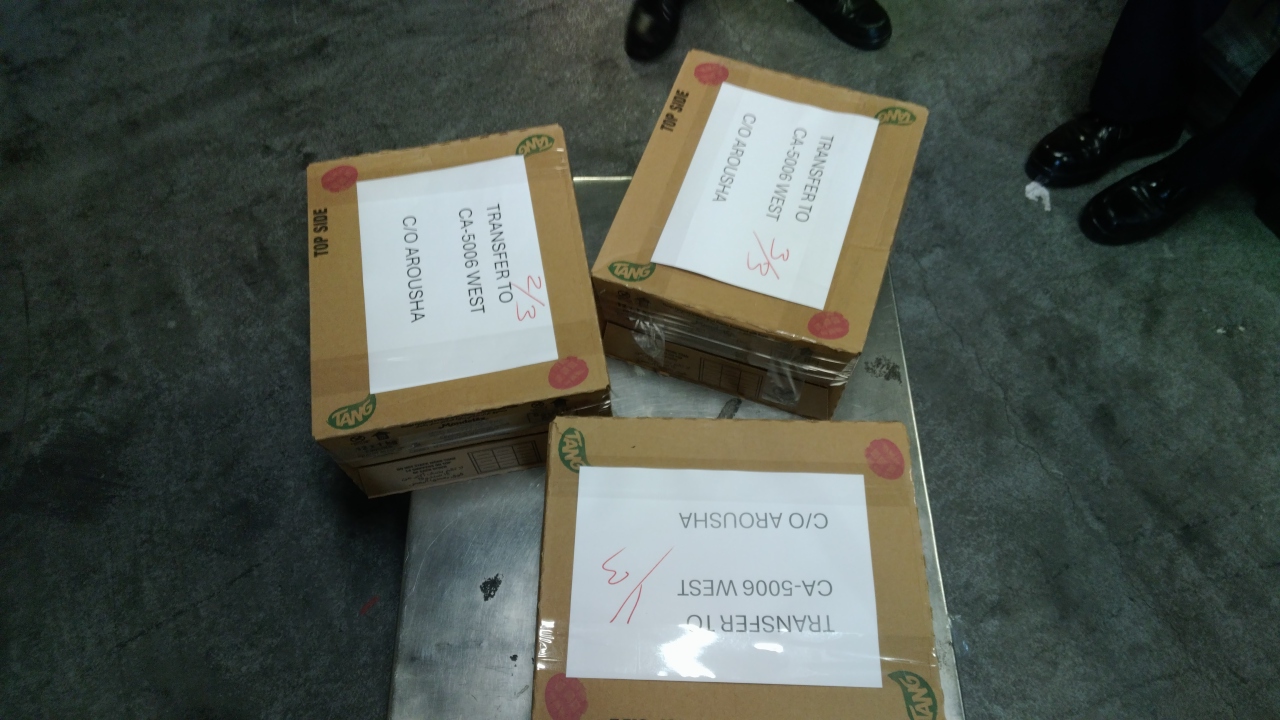 TANG
TOP SIDE
TRANSFER TO
CA-5006 WEST
C/O AROUSHA
2/3
TANG
TOP SIDE
TANG
TRANSFER TO
CA-5006 WEST
C/O AROUSHA
3/3
TANG
TANG
TRANSFER TO
CA-5006 WEST
C/O AROUSHA
1/3
TANG